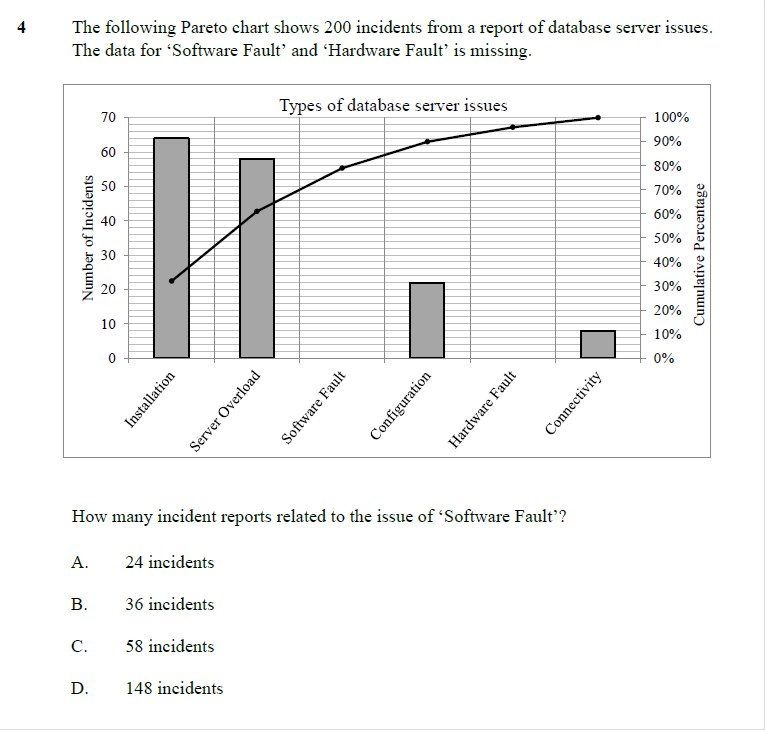 4 The following Pareto chart shows 200 incidents from a report of database server issues.
The data for ‘Software Fault’ and ‘Hardware Fault’ is missing.
Types of database server issues
Number of Incidents
70
60
50
40
30
20
10
0
100%
90%
80%
70%
60%
50%
40%
30%
20%
10%
0%
Cumulative Percentage
Installation
Server Overload
Software Fault
Configuration
Hardware Fault
Connectivity
How many incident reports related to the issue of ‘Software Fault’?
A. 24 incidents
B. 36 incidents
C. 58 incidents
D. 148 incidents